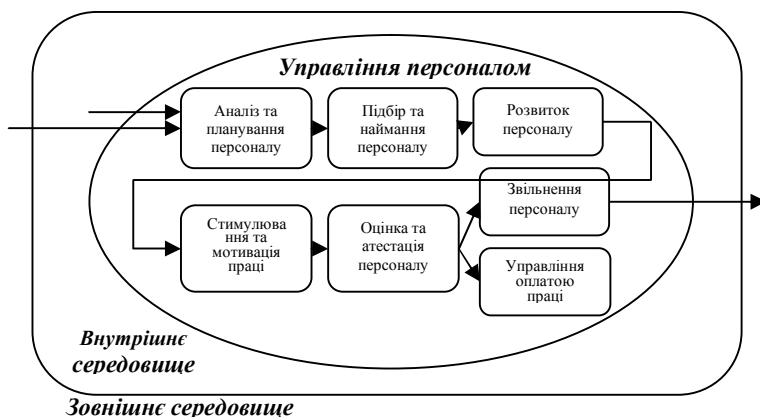 Управління персоналом
Аналіз та
планування
персоналу
Підбір та
наймання
персоналу
Розвиток
персоналу
Звільнення
персоналу
Стимулюва
ння та
мотивація
праці
Оцінка та
атестація
персоналу
Управління
оплатою
праці
Внутрішнє
середовище
Зовнішнє середовище